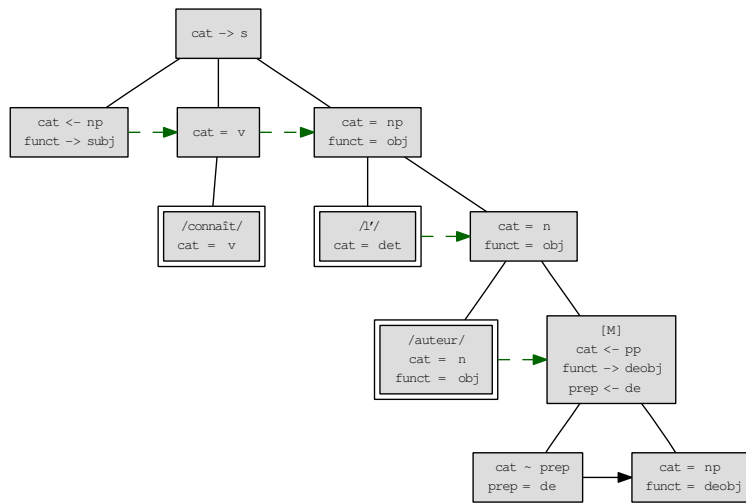 cat -> s
cat <- np
funct -> subj
cat = v
cat = np
funct = obj
/connaît/
cat = v
/l'/
cat = det
cat = n
funct = obj
/auteur/
cat = n
funct = obj
[M]
cat <- pp
funct -> deobj
prep <- de
cat ~ prep
prep = de
cat = np
funct = deobj